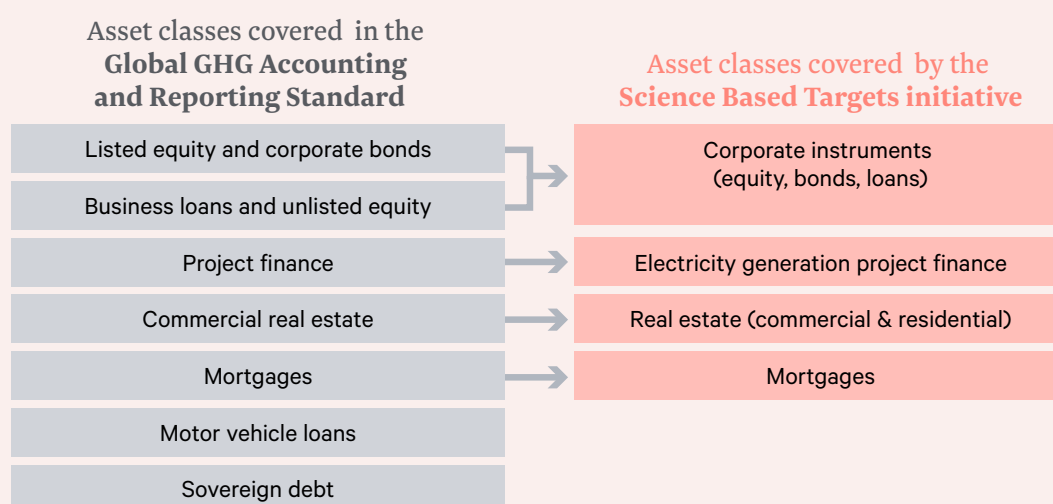 Asset classes covered in the
Global GHG Accounting
and Reporting Standard
Listed equity and corporate bonds
Business loans and unlisted equity
Project finance
Commercial real estate
Mortgages
Motor vehicle loans
Sovereign debt
Asset classes covered by the
Science Based Targets initiative
Corporate instruments
(equity, bonds, loans)
Electricity generation project finance
Real estate (commercial & residential)
Mortgages